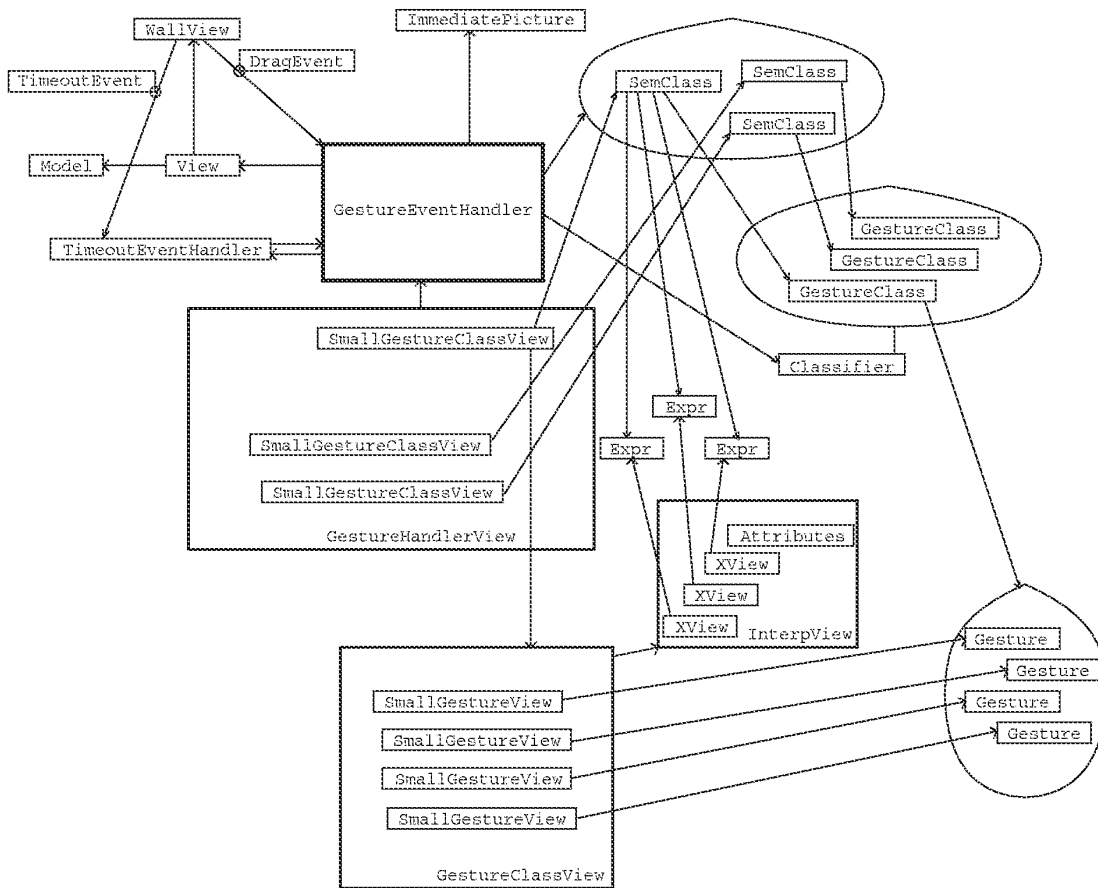 WallView
ImmediatePicture
DragEvent
TimeoutEvent
SemClass
SemClass
SemClass
Model
View
GestureEventHandler
TimeoutEventHandler
GestureClass
GestureClass
GestureClass
SmallGestureClassView
Classifier
Expr
SmallGestureClassView
Expr
Expr
SmallGestureClassView
GestureHandlerView
Attributes
XView
XView
XView
InterpView
Gesture
Gesture
SmallGestureView
Gesture
SmallGestureView
Gesture
SmallGestureView
SmallGestureView
GestureClassView